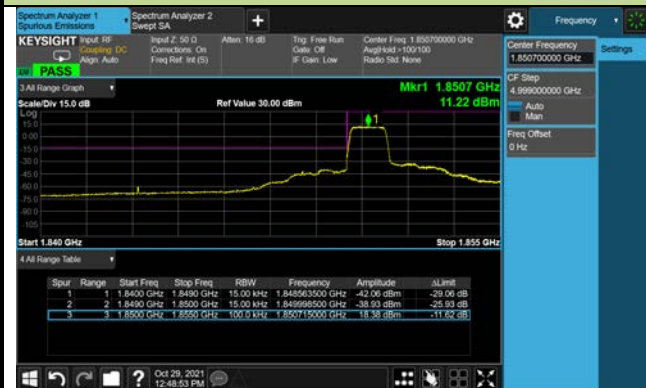 Spectrum Analyzer 1
Spurious Emissions
Spectrum Analyzer 2
Swept SA
+
Frequency
KEYSIGHT
Input: RF
Coupling: DC
Align: Auto
Input Z: 50 Ω
Corrections: On
Freq Ref: Int (S)
Atten: 16 dB
Trig: Free Run
Gate: Off
IF Gain: Low
Center Freq: 1.850700000 GHz
Avg|Hold:>100/100
Radio Std: None
PASS
Center Frequency
1.850700000 GHz
Settings
CF Step
4.999000000 GHz
Auto
Man
Freq Offset
0 Hz
3 All Range Graph
Mkr1 1.8507 GHz
11.22 dBm
Scale/Div 15.0 dB
Ref Value 30.00 dBm
Log
15.0
0.00
-15.0
-30.0
-45.0
-60.0
-75.0
-90.0
-105
1
Start 1.840 GHz
Stop 1.855 GHz
4 All Range Table
Spur Range Start Freq Stop Freq RBW Frequency Amplitude ΔLimit
1 1 1.8400 GHz 1.8490 GHz 15.00 kHz 1.848563500 GHz -42.06 dBm -29.06 dB
2 2 1.8490 GHz 1.8500 GHz 15.00 kHz 1.849998500 GHz -38.93 dBm -25.93 dB
3 3 1.8500 GHz 1.8550 GHz 100.0 kHz 1.850715000 GHz 18.38 dBm -11.62 dB
?
Oct 29, 2021
12:48:53 PM